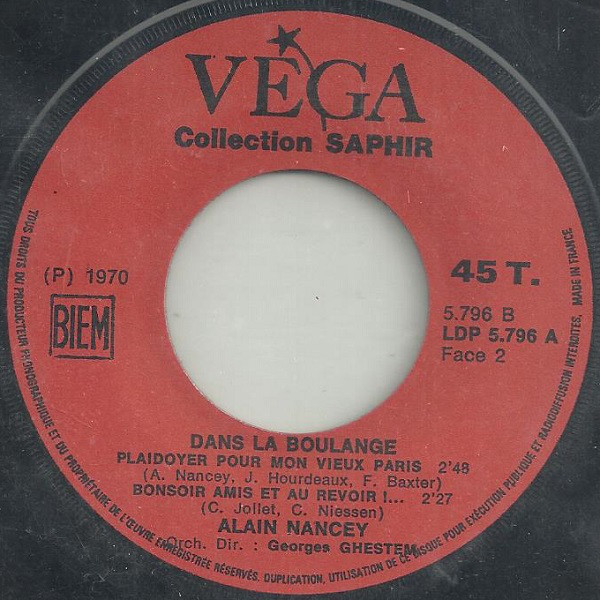 VEGA
Collection SAPHIR
(P) 1970
BIEM
45 T.
5.796 B
LDP 5.796 A
Face 2
DANS LA BOULANGE
PLAIDOYER POUR MON VIEUX PARIS 2'48
(A. Nancey, J. Hourdeaux, F. Baxter)
BONSOIR AMIS ET AU REVOIR !... 2'27
(C. Jollet, C. Niessen)
ALAIN NANCEY
Orch. Dir. : Georges GHESTEM
TOUS DROITS DU PRODUCTEUR PHONOGRAPHIQUE ET DU PROPRIÉTAIRE DE L'ŒUVRE ENREGISTRÉE RÉSERVÉS. DUPLICATION, UTILISATION DE CE DISQUE POUR EXÉCUTION PUBLIQUE ET RADIODIFFUSION INTERDITES. MADE IN FRANCE